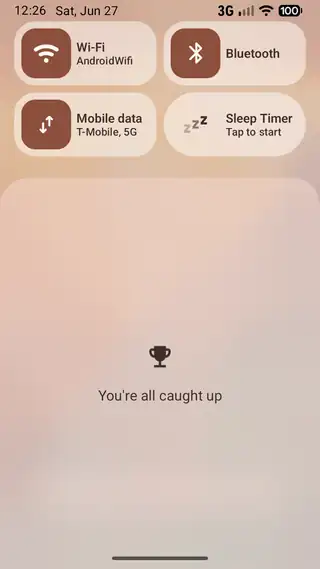 12:26 Sat, Jun 27 3G 100
Wi-Fi
AndroidWifi
Bluetooth
Mobile data
T-Mobile, 5G
zzz
Sleep Timer
Tap to start
You're all caught up